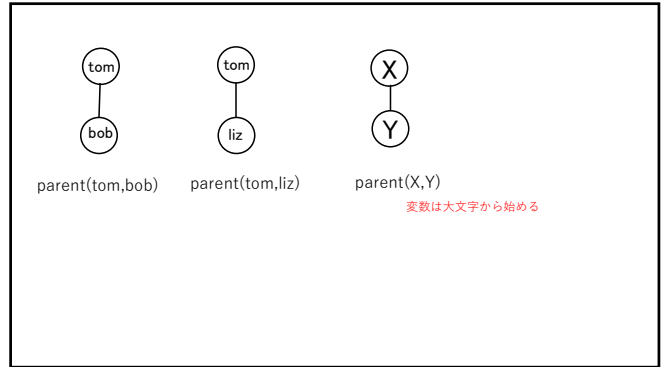 tom
tom
X
bob
liz
Y
parent(tom,bob)
parent(tom,liz)
parent(X,Y)
変数は大文字から始める